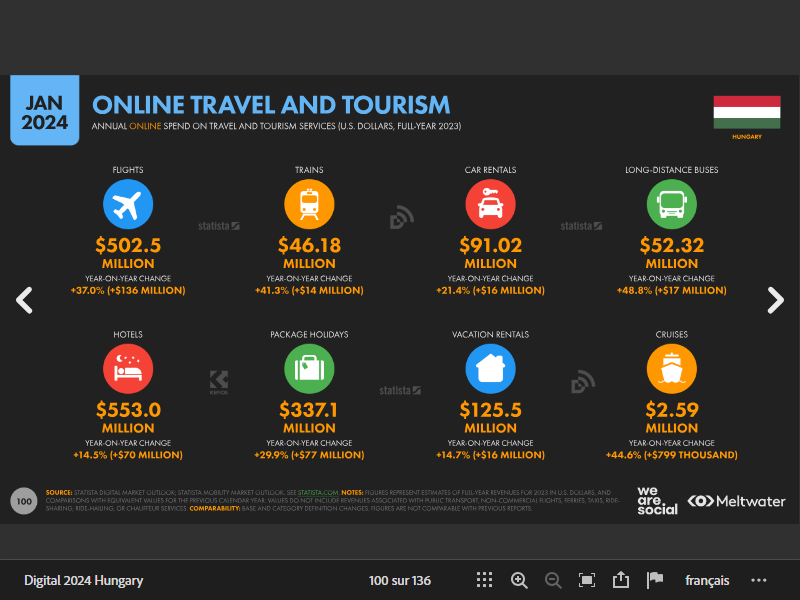 JAN
2024
ONLINE TRAVEL AND TOURISM
ANNUAL ONLINE SPEND ON TRAVEL AND TOURISM SERVICES (U.S. DOLLARS, FULL-YEAR 2023)
HUNGARY
FLIGHTS
TRAINS
CAR RENTALS
LONG-DISTANCE BUSES
statista
statista
$502.5
$46.18
$91.02
$52.32
MILLION
MILLION
MILLION
MILLION
YEAR-ON-YEAR CHANGE
YEAR-ON-YEAR CHANGE
YEAR-ON-YEAR CHANGE
YEAR-ON-YEAR CHANGE
+37.0% (+$136 MILLION)
+41.3% (+$14 MILLION)
+21.4% (+$16 MILLION)
+48.8% (+$17 MILLION)
HOTELS
PACKAGE HOLIDAYS
VACATION RENTALS
CRUISES
KEPIOS
statista
$553.0
$337.1
$125.5
$2.59
MILLION
MILLION
MILLION
MILLION
YEAR-ON-YEAR CHANGE
YEAR-ON-YEAR CHANGE
YEAR-ON-YEAR CHANGE
YEAR-ON-YEAR CHANGE
+14.5% (+$70 MILLION)
+29.9% (+$77 MILLION)
+14.7% (+$16 MILLION)
+44.6% (+$799 THOUSAND)
100
SOURCE: STATISTA DIGITAL MARKET OUTLOOK; STATISTA MOBILITY MARKET OUTLOOK. SEE STATISTA.COM. NOTES: FIGURES REPRESENT ESTIMATES OF FULL-YEAR REVENUES FOR 2023 IN U.S. DOLLARS, AND
COMPARISONS WITH EQUIVALENT VALUES FOR THE PREVIOUS CALENDAR YEAR. VALUES DO NOT INCLUDE REVENUES ASSOCIATED WITH PUBLIC TRANSPORT, NON-COMMERCIAL FLIGHTS, FERRIES, TAXIS, RIDE-
SHARING, RIDE-HAILING, OR CHAUFFEUR SERVICES. COMPARABILITY: BASE AND CATEGORY DEFINITION CHANGES. FIGURES ARE NOT COMPARABLE WITH PREVIOUS REPORTS.
we
are.
social
Meltwater
Digital 2024 Hungary
100 sur 136
français